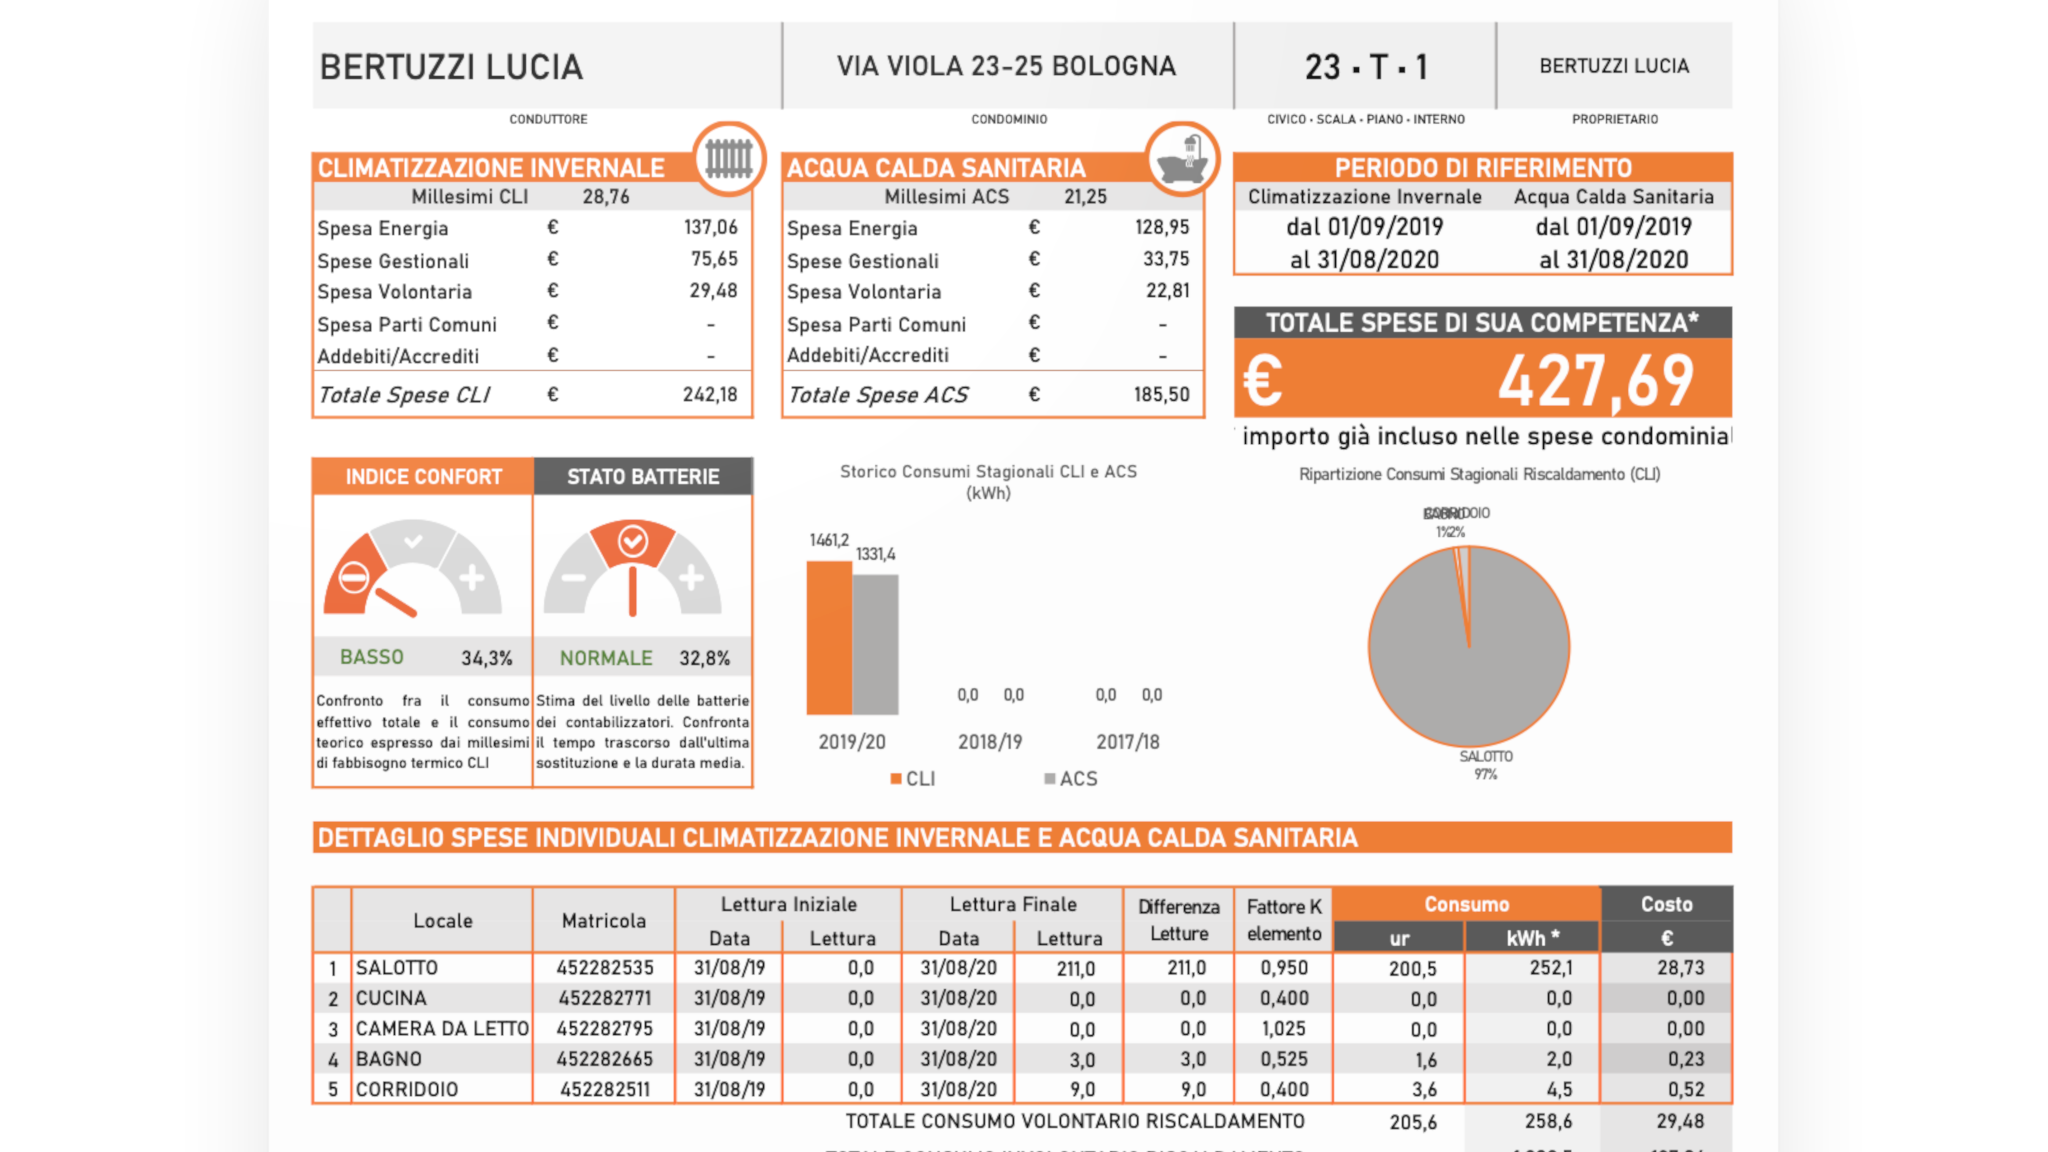 BERTUZZI LUCIA
VIA VIOLA 23-25 BOLOGNA
23 · T · 1
BERTUZZI LUCIA
CONDUTTORE
CONDOMINIO
CIVICO · SCALA · PIANO · INTERNO
PROPRIETARIO
CLIMATIZZAZIONE INVERNALE
Millesimi CLI 28,76
Spesa Energia € 137,06
Spese Gestionali € 75,65
Spesa Volontaria € 29,48
Spesa Parti Comuni € -
Addebiti/Accrediti € -
Totale Spese CLI € 242,18
ACQUA CALDA SANITARIA
Millesimi ACS 21,25
Spesa Energia € 128,95
Spese Gestionali € 33,75
Spesa Volontaria € 22,81
Spesa Parti Comuni € -
Addebiti/Accrediti € -
Totale Spese ACS € 185,50
PERIODO DI RIFERIMENTO
Climatizzazione Invernale Acqua Calda Sanitaria
dal 01/09/2019 dal 01/09/2019
al 31/08/2020 al 31/08/2020
TOTALE SPESE DI SUA COMPETENZA*
€ 427,69
importo già incluso nelle spese condominial
INDICE CONFORT
BASSO 34,3%
Confronto fra il consumo
effettivo totale e il consumo
teorico espresso dai millesimi
di fabbisogno termico CLI
STATO BATTERIE
NORMALE 32,8%
Stima del livello delle batterie
dei contabilizzatori. Confronta
il tempo trascorso dall'ultima
sostituzione e la durata media.
Storico Consumi Stagionali CLI e ACS
(kWh)
1461,2
1331,4
0,0 0,0 0,0 0,0
2019/20 2018/19 2017/18
CLI ACS
Ripartizione Consumi Stagionali Riscaldamento (CLI)
BAGNO CORRIDOIO
1% 2%
SALOTTO
97%
DETTAGLIO SPESE INDIVIDUALI CLIMATIZZAZIONE INVERNALE E ACQUA CALDA SANITARIA
Locale Matricola Lettura Iniziale Lettura Finale Differenza Letture Fattore K elemento Consumo Costo
Data Lettura Data Lettura ur kWh * €
1 SALOTTO 452282535 31/08/19 0,0 31/08/20 211,0 211,0 0,950 200,5 252,1 28,73
2 CUCINA 452282771 31/08/19 0,0 31/08/20 0,0 0,0 0,400 0,0 0,0 0,00
3 CAMERA DA LETTO 452282795 31/08/19 0,0 31/08/20 0,0 0,0 1,025 0,0 0,0 0,00
4 BAGNO 452282665 31/08/19 0,0 31/08/20 3,0 3,0 0,525 1,6 2,0 0,23
5 CORRIDOIO 452282511 31/08/19 0,0 31/08/20 9,0 9,0 0,400 3,6 4,5 0,52
TOTALE CONSUMO VOLONTARIO RISCALDAMENTO 205,6 258,6 29,48